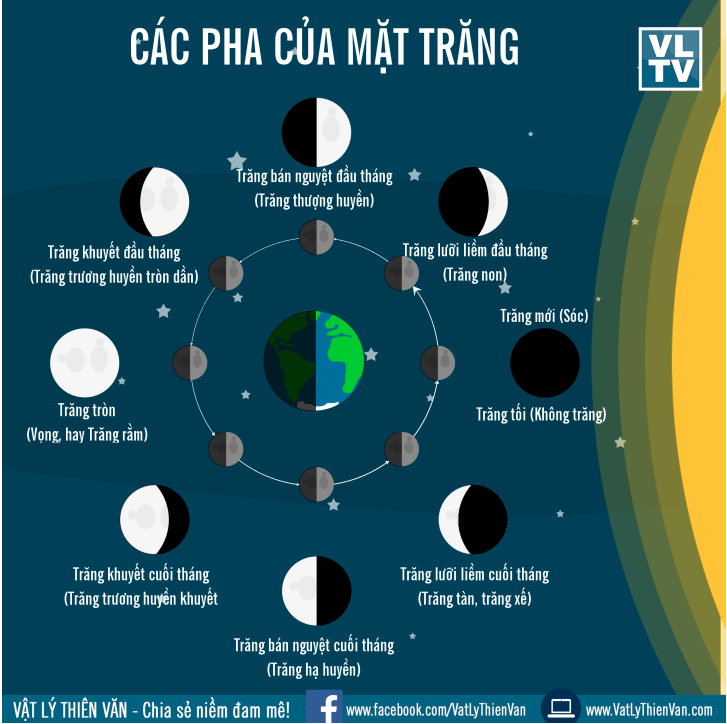 CÁC PHA CỦA MẶT TRĂNG
VL
TV
Trăng bán nguyệt đầu tháng
(Trăng thượng huyền)
Trăng khuyết đầu tháng
(Trăng trương huyền tròn dần)
Trăng lưỡi liềm đầu tháng
(Trăng non)
Trăng mới (Sóc)
Trăng tối (Không trăng)
Trăng tròn
(Vọng, hay Trăng rằm)
Trăng khuyết cuối tháng
(Trăng trương huyền khuyết
Trăng lưỡi liềm cuối tháng
(Trăng tàn, trăng xế)
Trăng bán nguyệt cuối tháng
(Trăng hạ huyền)
VẬT LÝ THIÊN VĂN - Chia sẻ niềm đam mê!
f www.facebook.com/VatLyThienVan
www.VatLyThienVan.com